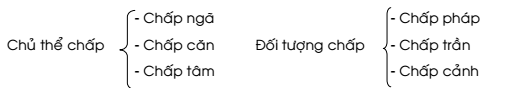 - Chấp ngã - Chấp pháp
Chủ thể chấp - Chấp căn Đối tượng chấp - Chấp trần
- Chấp tâm - Chấp cảnh